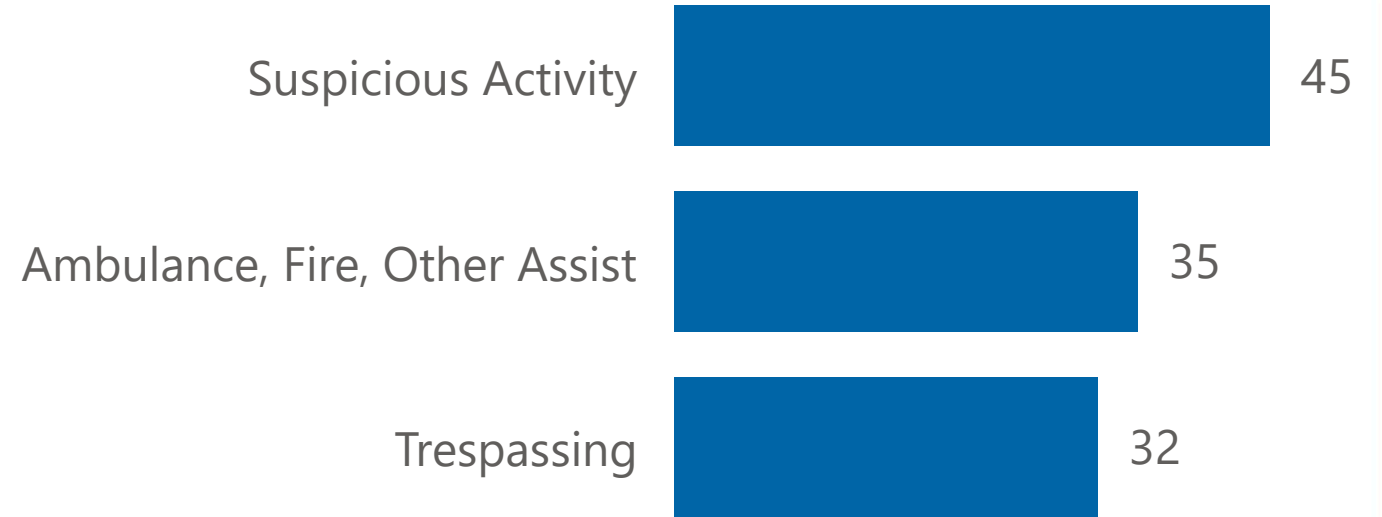 Suspicious Activity 45
Ambulance, Fire, Other Assist 35
Trespassing 32